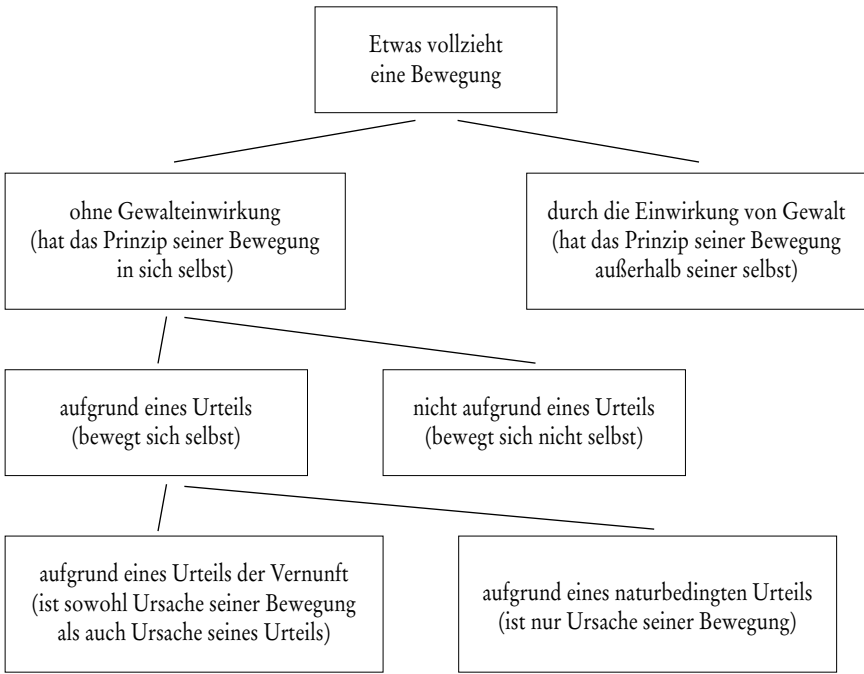 Etwas vollzieht
eine Bewegung
ohne Gewalteinwirkung
(hat das Prinzip seiner Bewegung
in sich selbst)
durch die Einwirkung von Gewalt
(hat das Prinzip seiner Bewegung
außerhalb seiner selbst)
aufgrund eines Urteils
(bewegt sich selbst)
nicht aufgrund eines Urteils
(bewegt sich nicht selbst)
aufgrund eines Urteils der Vernunft
(ist sowohl Ursache seiner Bewegung
als auch Ursache seines Urteils)
aufgrund eines naturbedingten Urteils
(ist nur Ursache seiner Bewegung)